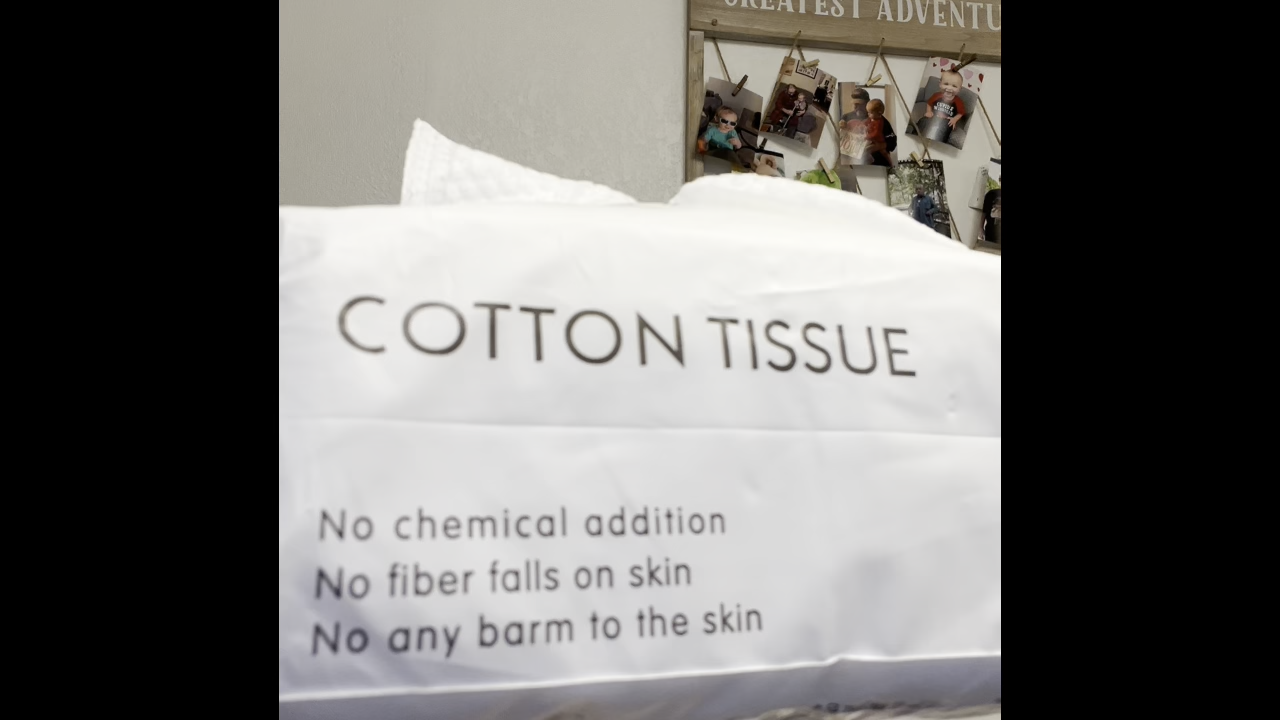 GREATEST ADVENTU
COTTON TISSUE
No chemical addition
No fiber falls on skin
No any barm to the skin